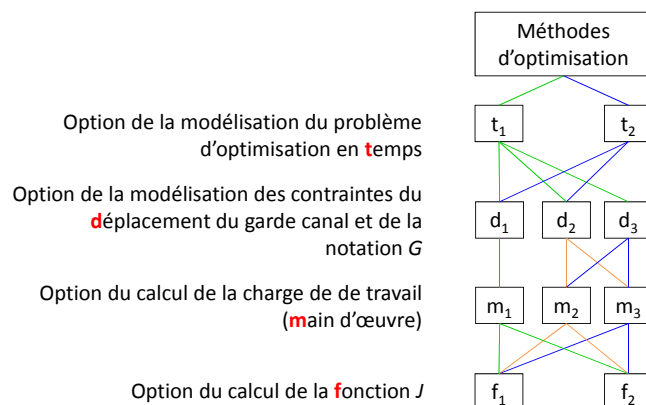 Méthodes
d'optimisation
Option de la modélisation du problème
d'optimisation en temps
t1
t2
Option de la modélisation des contraintes du
déplacement du garde canal et de la
notation G
d1
d2
d3
Option du calcul de la charge de de travail
(main d'œuvre)
m1
m2
m3
Option du calcul de la fonction J
f1
f2